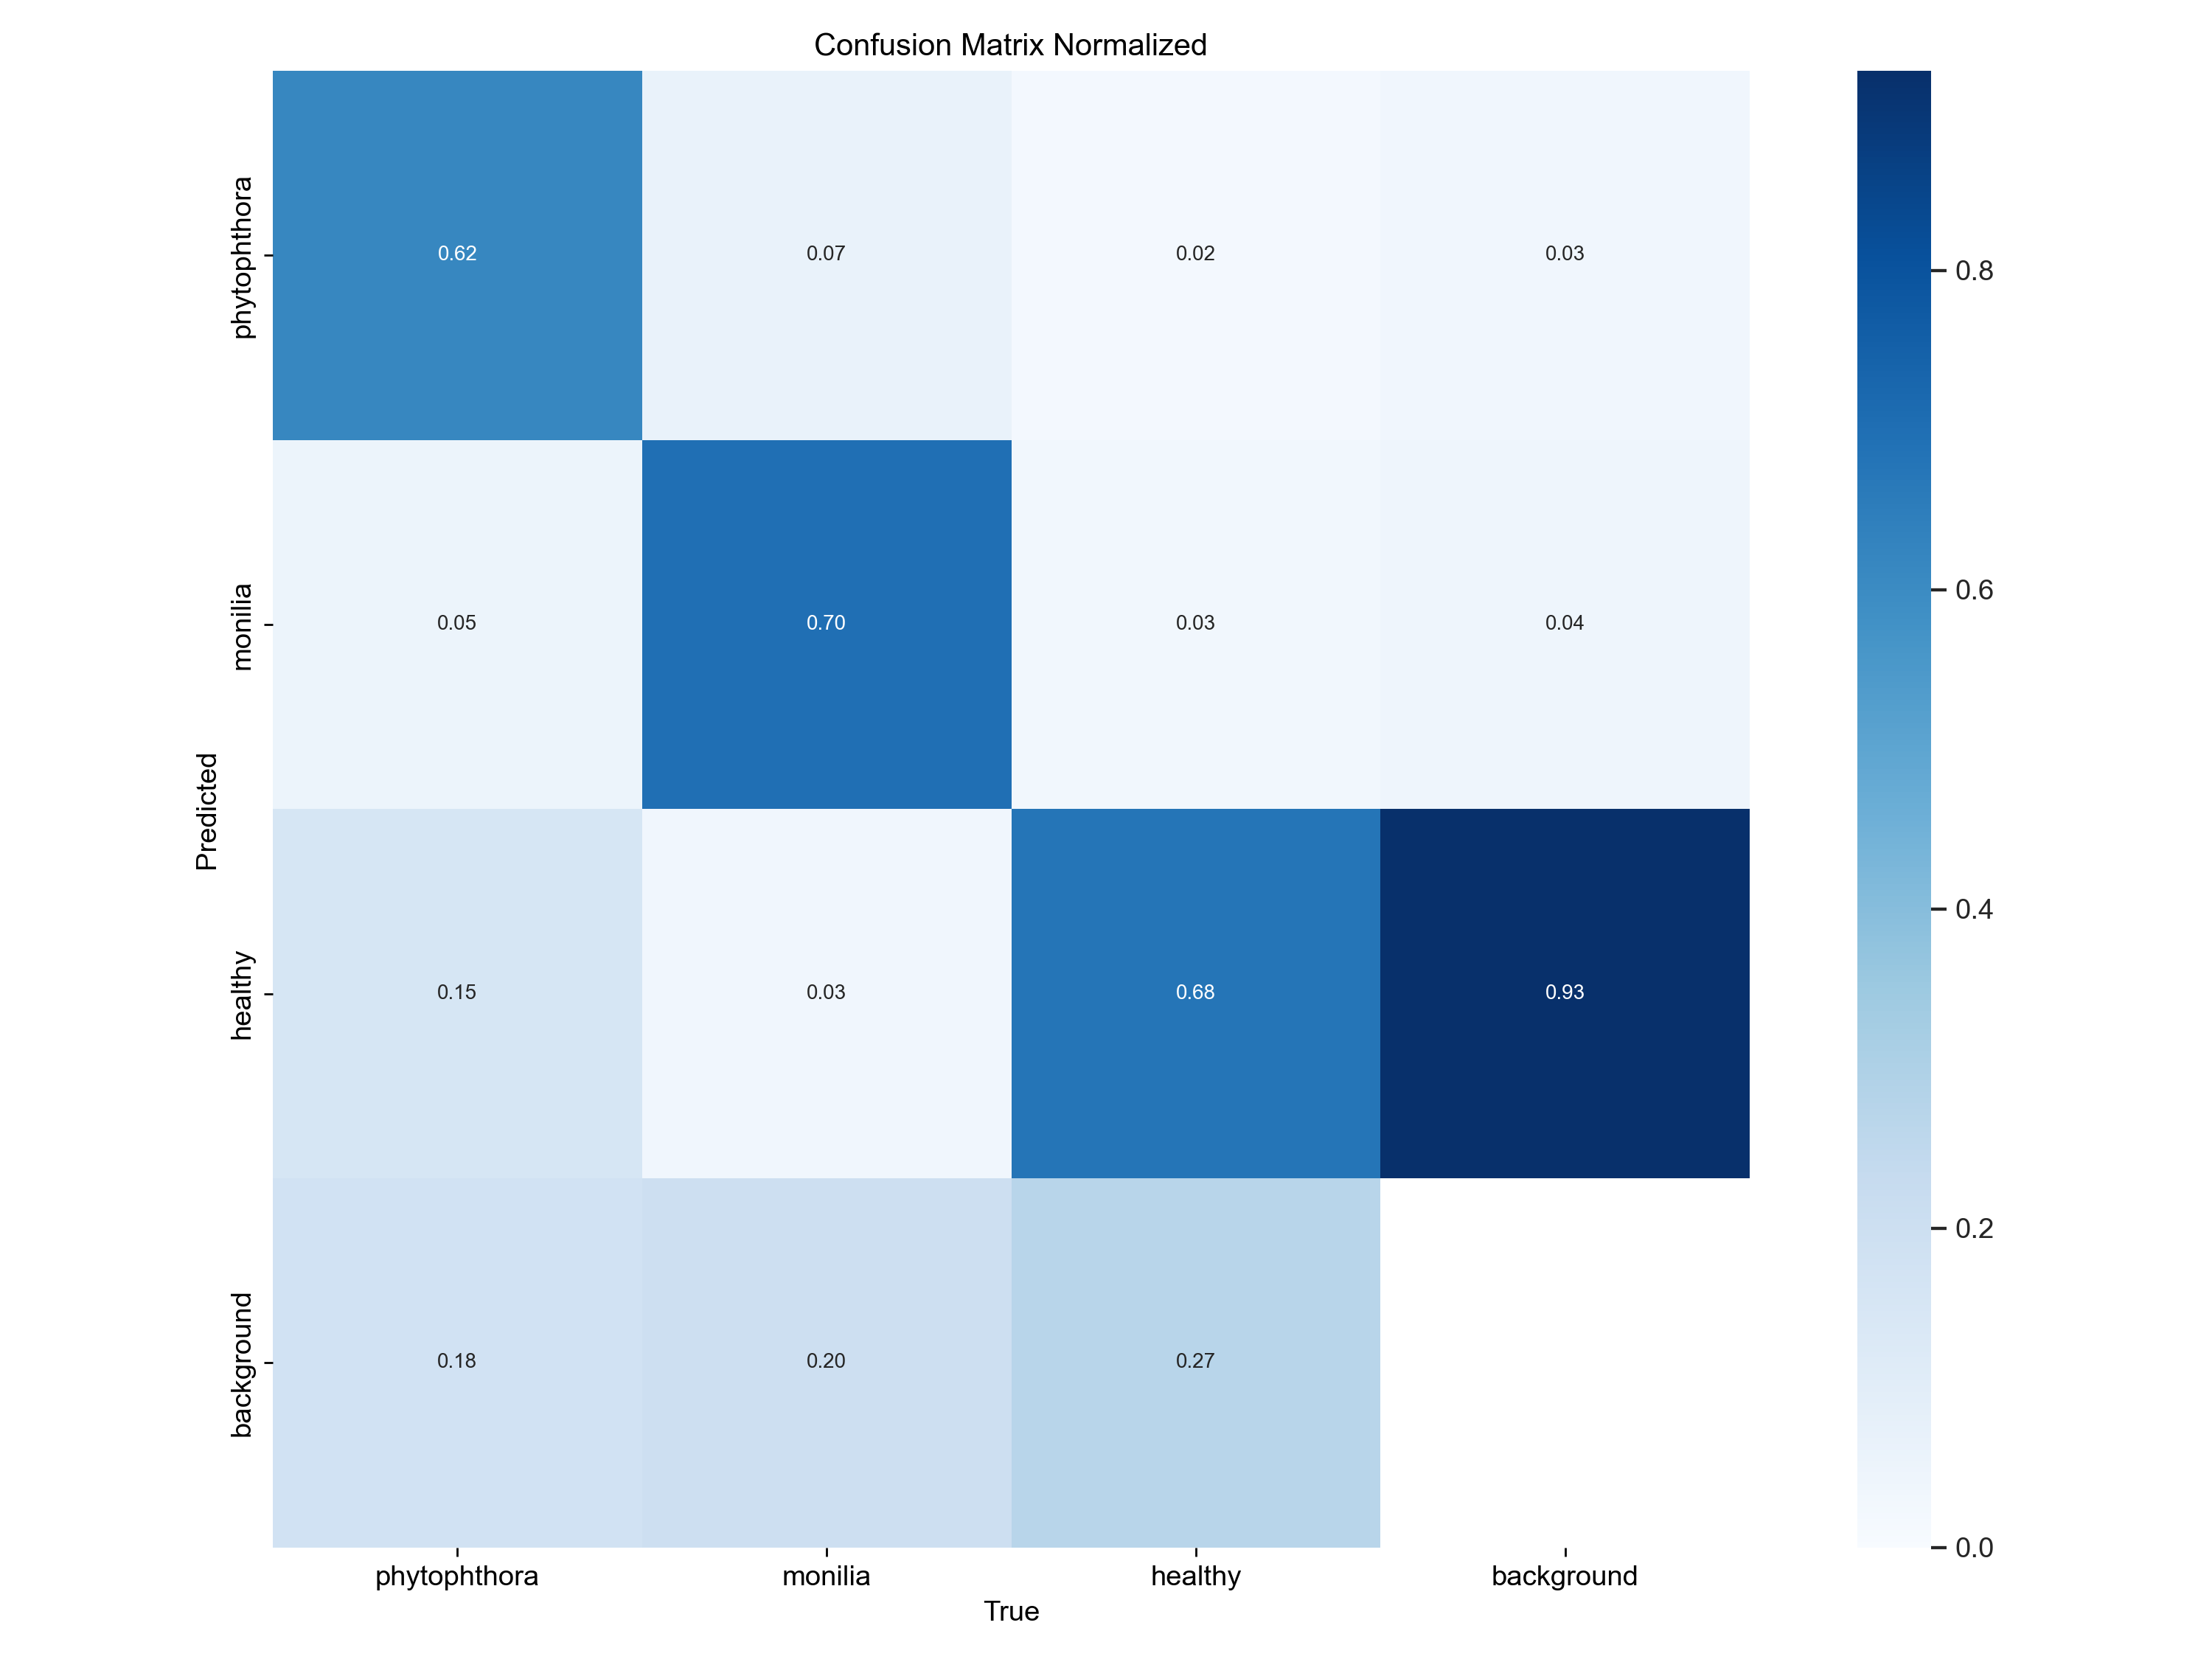 Confusion Matrix Normalized
phytophthora
0.62
0.07
0.02
0.03
monilia
0.05
0.70
0.03
0.04
healthy
0.15
0.03
0.68
0.93
background
0.18
0.20
0.27
Predicted
phytophthora
monilia
healthy
background
True
0.8
0.6
0.4
0.2
0.0